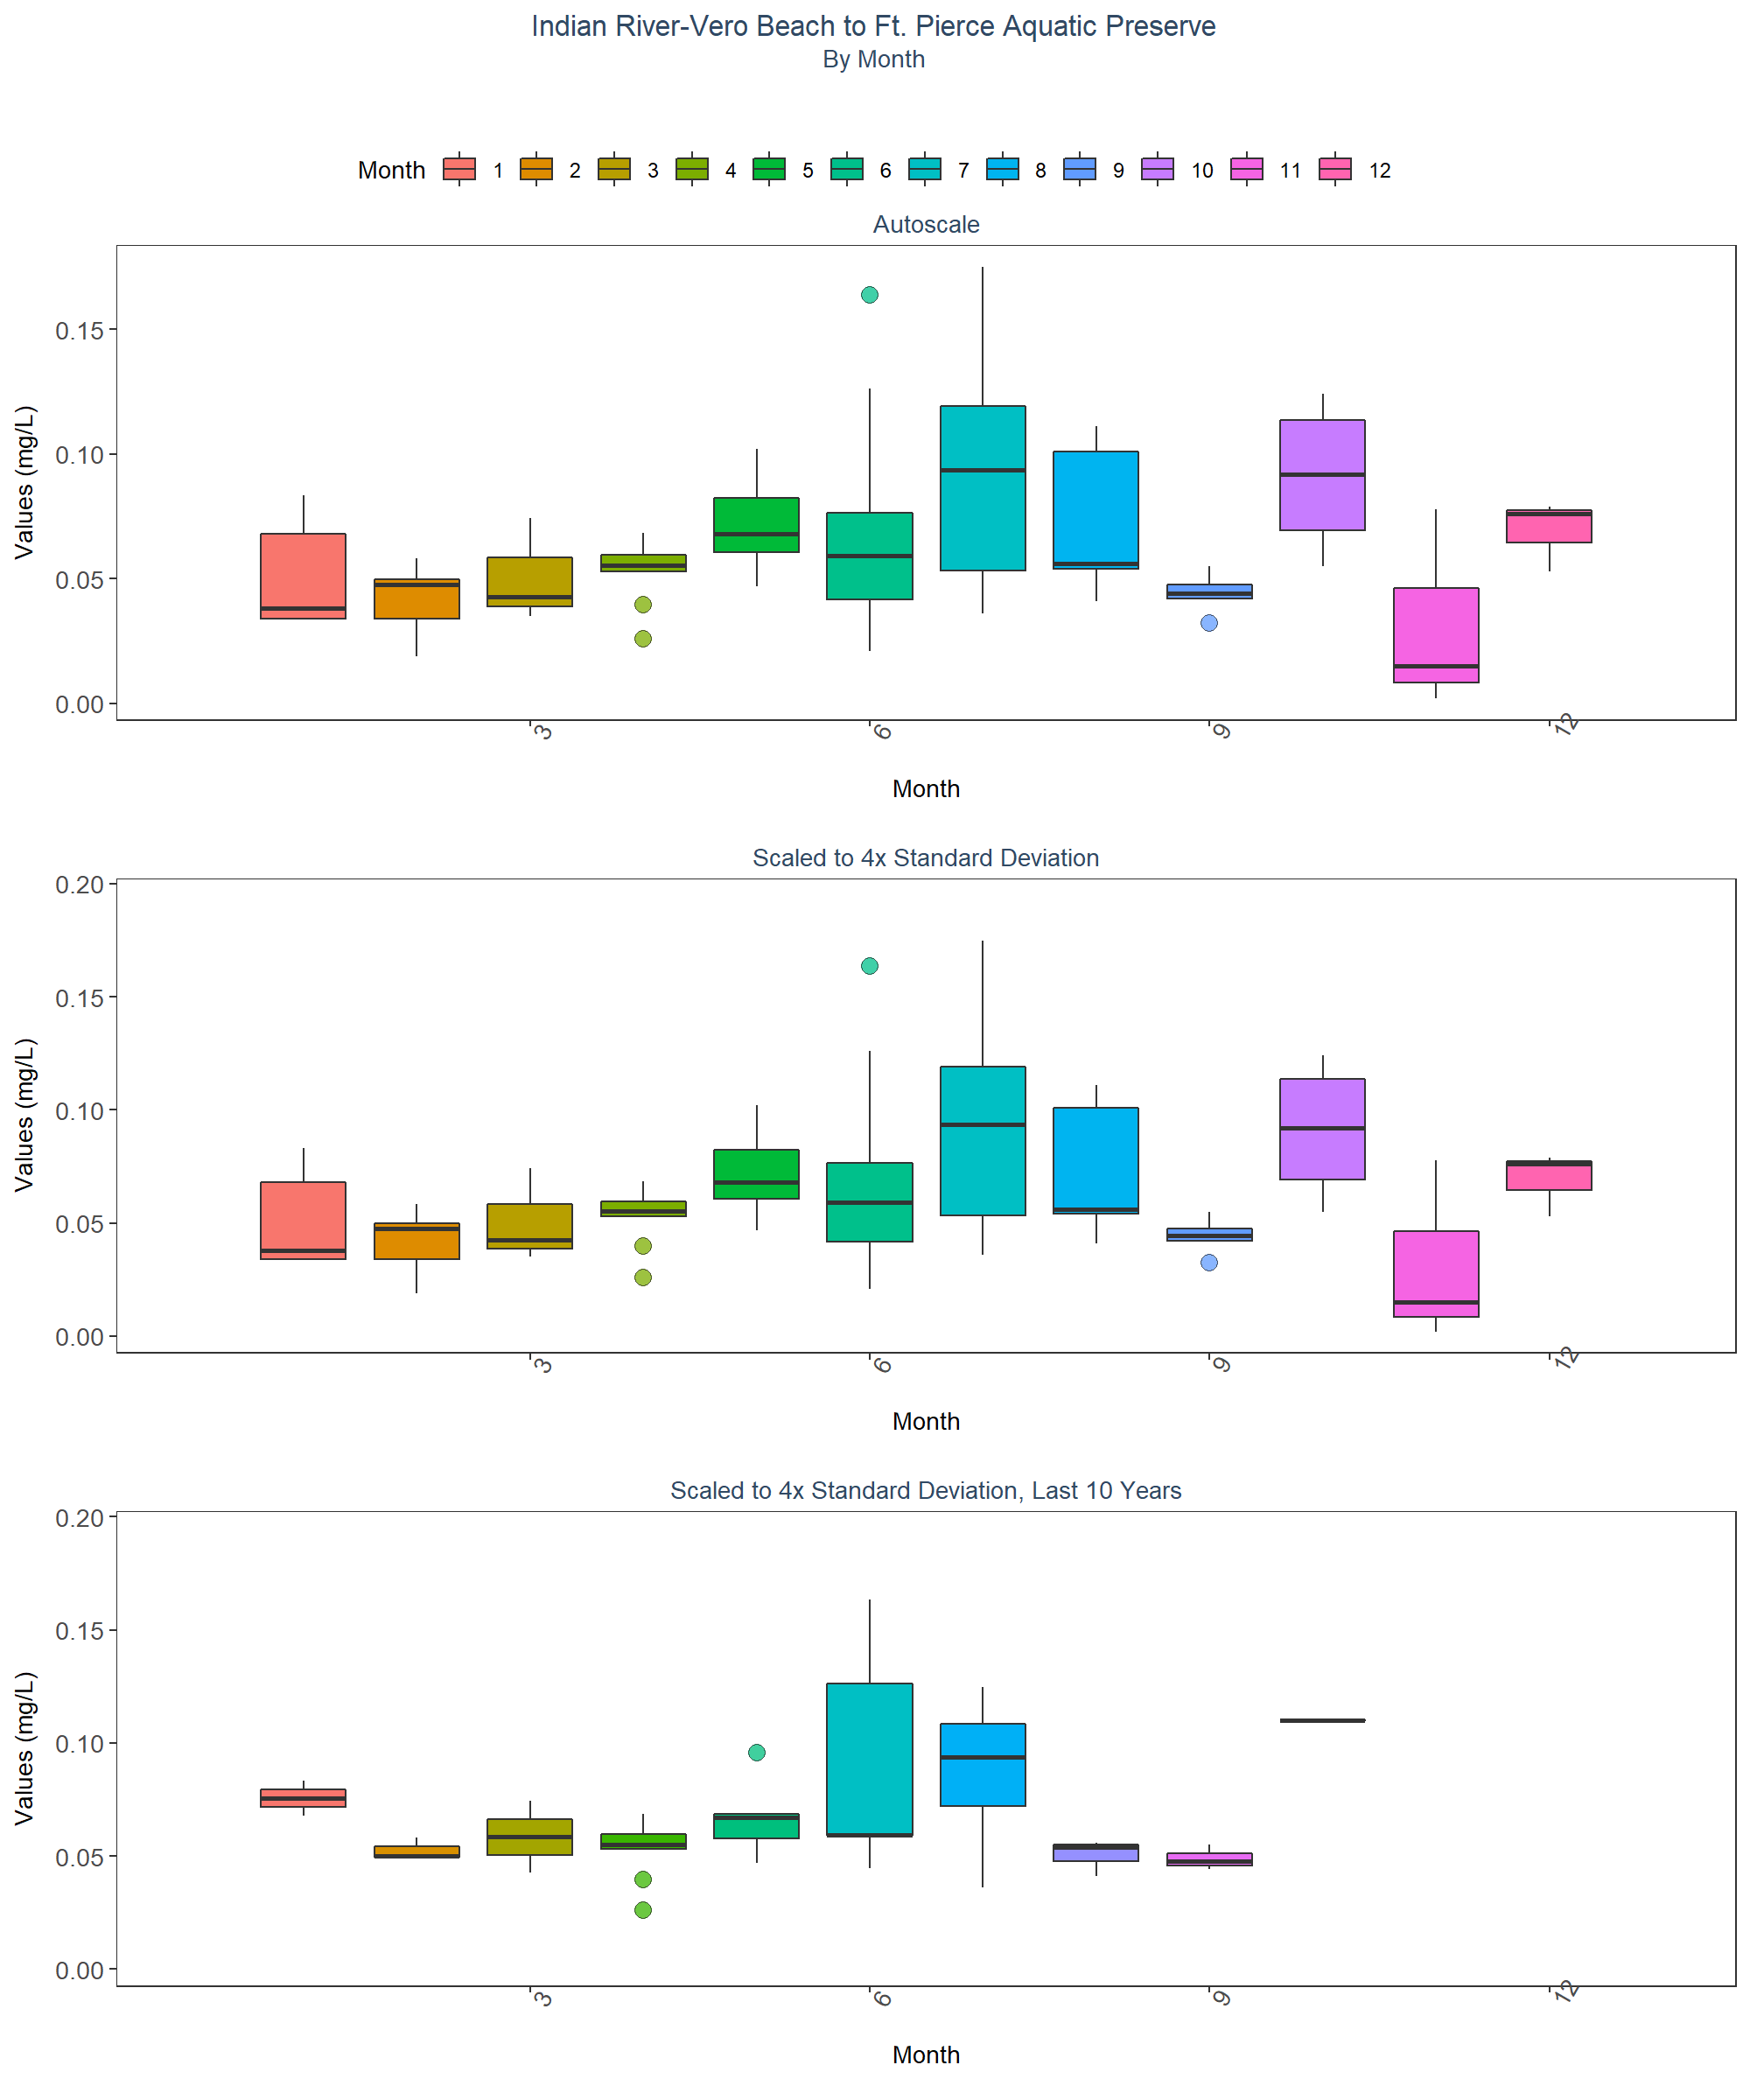 Indian River-Vero Beach to Ft. Pierce Aquatic Preserve
By Month
Month 1 2 3 4 5 6 7 8 9 10 11 12
Autoscale
Values (mg/L)
0.15
0.10
0.05
0.00
3 6 9 12
Month
Scaled to 4x Standard Deviation
Values (mg/L)
0.20
0.15
0.10
0.05
0.00
3 6 9 12
Month
Scaled to 4x Standard Deviation, Last 10 Years
Values (mg/L)
0.20
0.15
0.10
0.05
0.00
3 6 9 12
Month